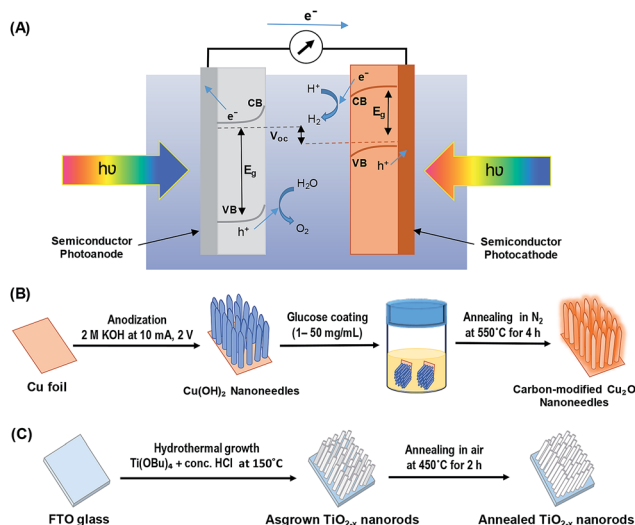 (A)
e⁻
H⁺
e⁻
CB
CB
e⁻
H₂
E_g
V_oc
hυ
hυ
E_g
VB
H₂O
h⁺
VB
h⁺
O₂
Semiconductor
Photoanode
Semiconductor
Photocathode
(B)
Anodization
2 M KOH at 10 mA, 2 V
Glucose coating
(1– 50 mg/mL)
Annealing in N₂
at 550˚C for 4 h
Cu foil
Cu(OH)₂ Nanoneedles
Carbon-modified Cu₂O
Nanoneedles
(C)
Hydrothermal growth
Ti(OBu)₄ + conc. HCl at 150˚C
Annealing in air
at 450˚C for 2 h
FTO glass
Asgrown TiO₂₋ₓ nanorods
Annealed TiO₂₋ₓ nanorods